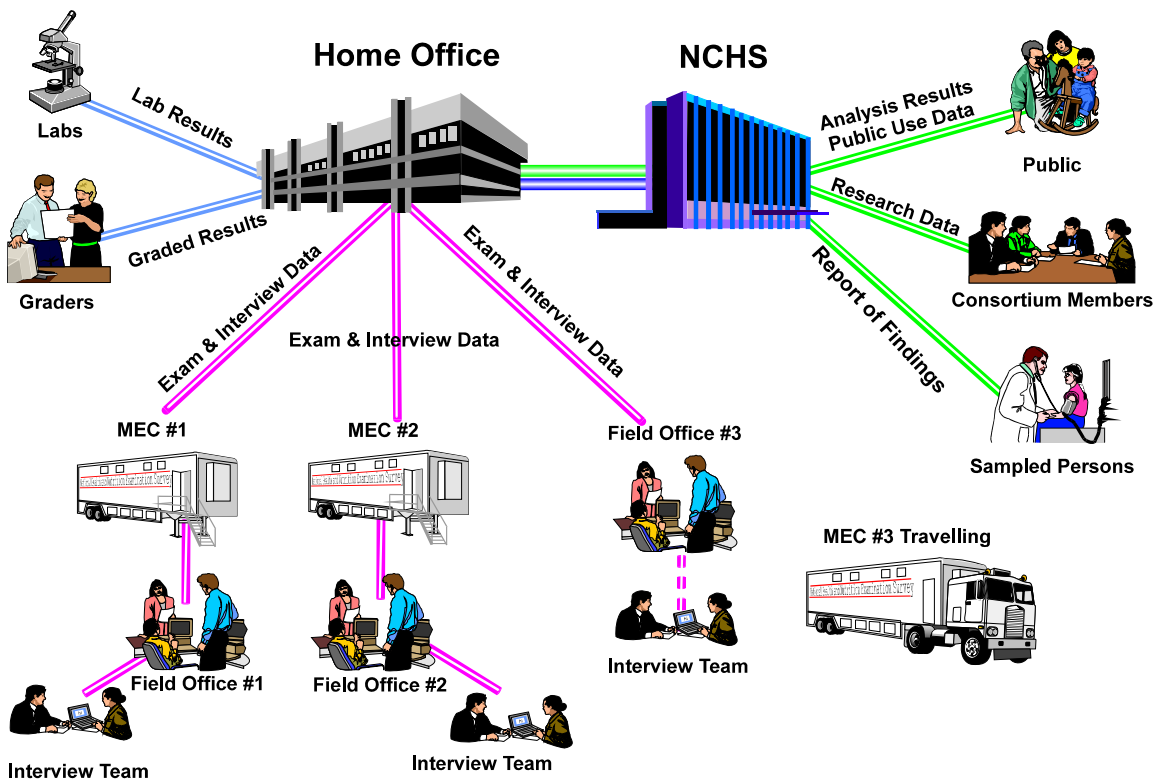 Home Office
NCHS
Labs
Lab Results
Graders
Graded Results
Analysis Results
Public Use Data
Public
Research Data
Consortium Members
Report of Findings
Sampled Persons
Exam & Interview Data
Exam & Interview Data
Exam & Interview Data
MEC #1
MEC #2
Field Office #3
MEC #3 Travelling
Field Office #1
Field Office #2
Interview Team
Interview Team
Interview Team